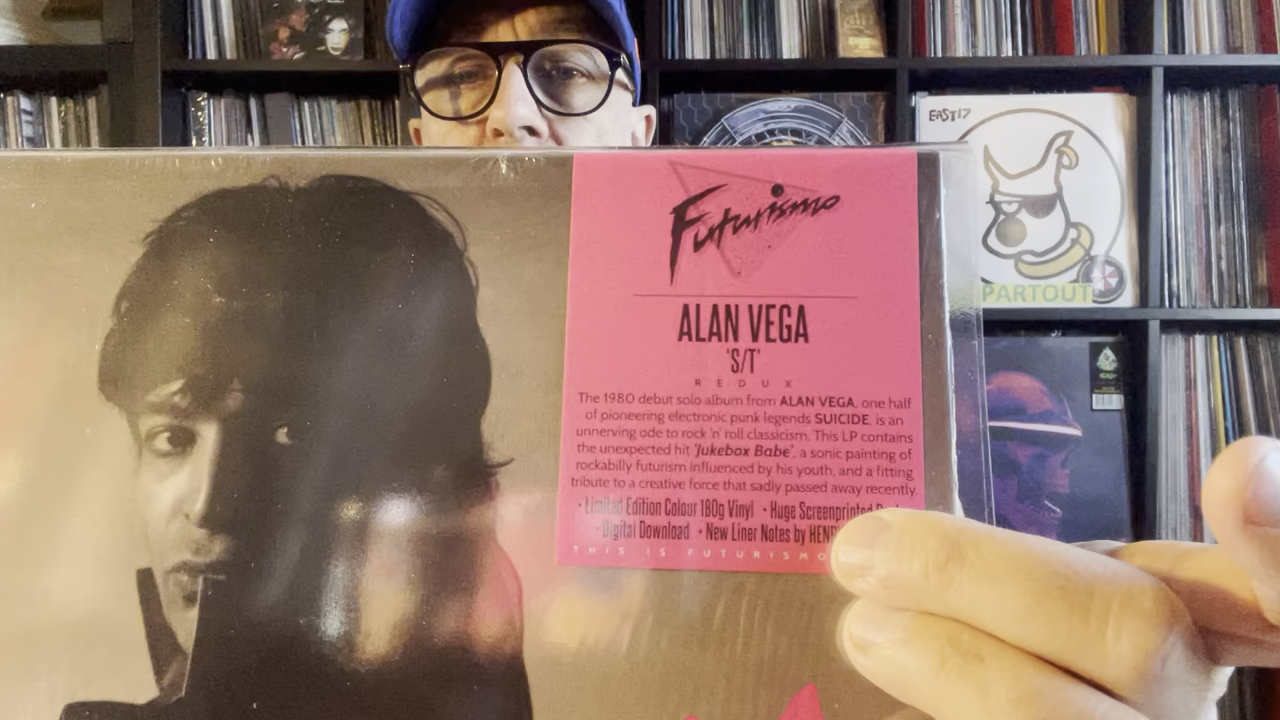 EAST 17
Futurismo
ALAN VEGA
'S/T'
REDUX
The 1980 debut solo album from ALAN VEGA, one half
of pioneering electronic punk legends SUICIDE, is an
unnerving ode to rock 'n' roll classicism. This LP contains
the unexpected hit 'Jukebox Babe', a sonic painting of
rockabilly futurism influenced by his youth, and a fitting
tribute to a creative force that sadly passed away recently.
• Limited Edition Colour 180g Vinyl • Huge Screenprinted
• Digital Download • New Liner Notes by
THIS IS FUTURISMO
PARTOUT